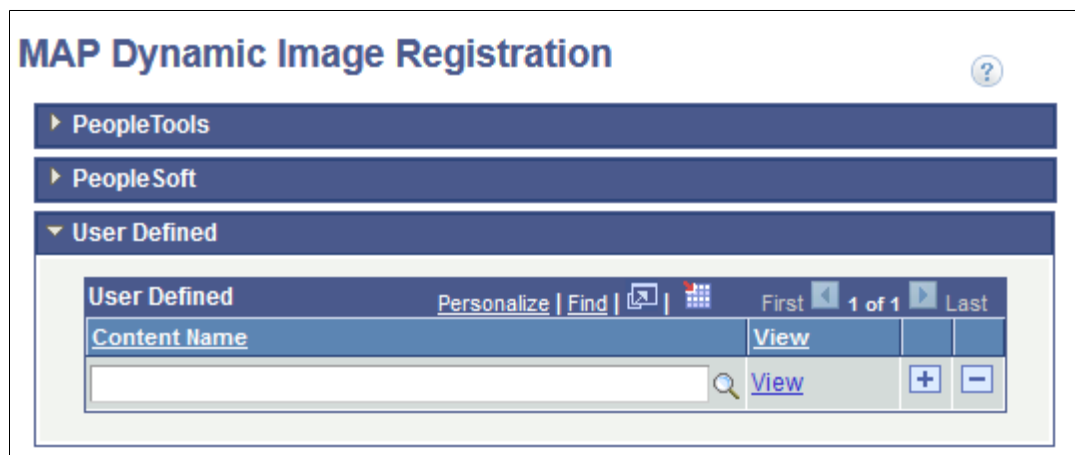 MAP Dynamic Image Registration
?
PeopleTools
PeopleSoft
User Defined
User Defined Personalize | Find | | First 1 of 1 Last
Content Name View
View + -